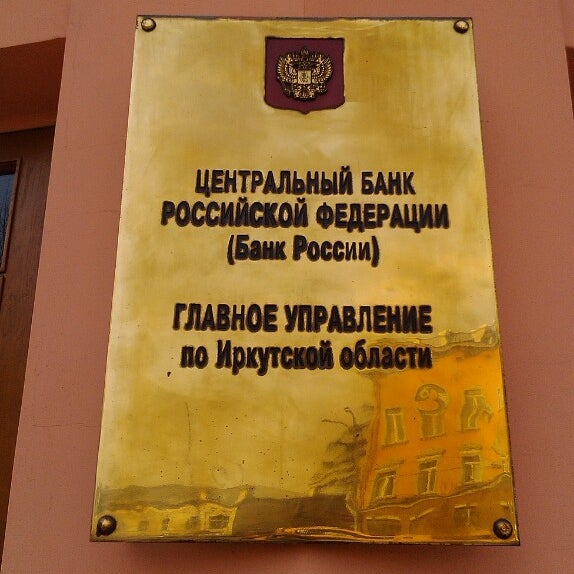 ЦЕНТРАЛЬНЫЙ БАНК
РОССИЙСКОЙ ФЕДЕРАЦИИ
(Банк России)
ГЛАВНОЕ УПРАВЛЕНИЕ
по Иркутской области